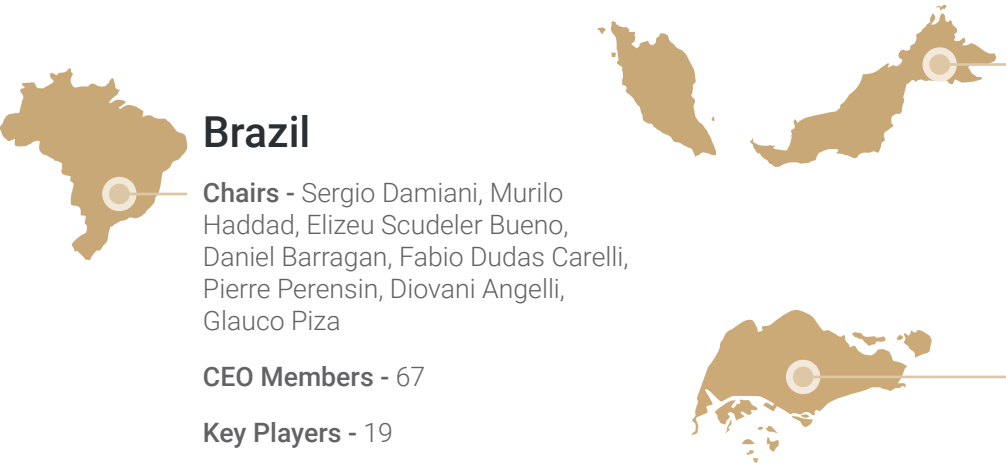 Brazil
Chairs - Sergio Damiani, Murilo
Haddad, Elizeu Scudeler Bueno,
Daniel Barragan, Fabio Dudas Carelli,
Pierre Perensin, Diovani Angelli,
Glauco Piza
CEO Members - 67
Key Players - 19